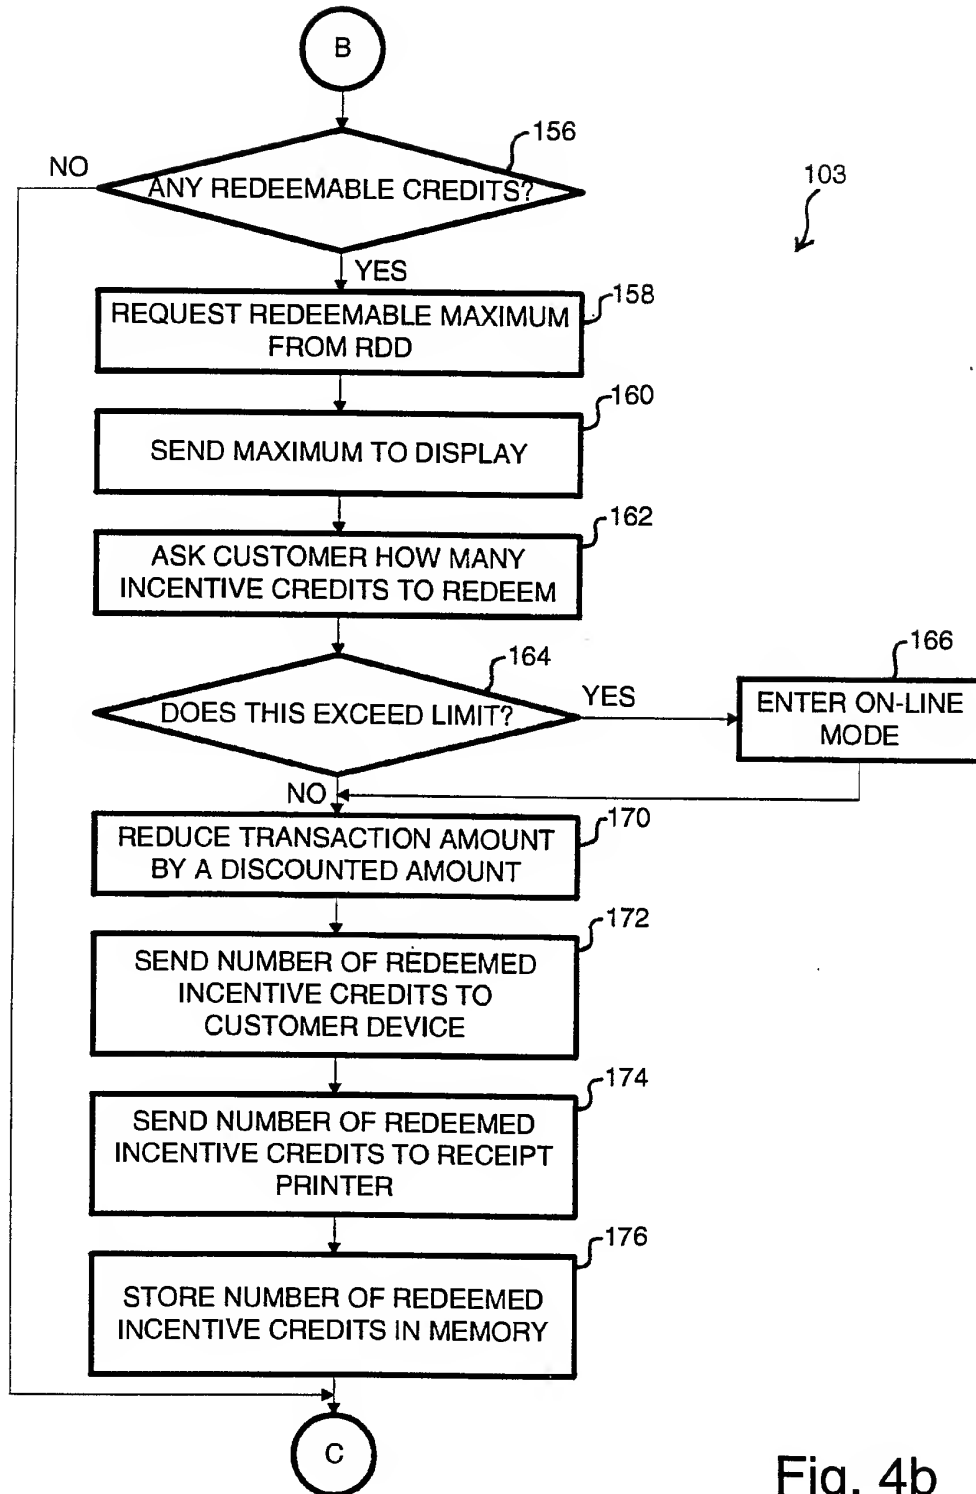 B
156
NO
ANY REDEEMABLE CREDITS?
103
YES
158
REQUEST REDEEMABLE MAXIMUM
FROM RDD
160
SEND MAXIMUM TO DISPLAY
162
ASK CUSTOMER HOW MANY
INCENTIVE CREDITS TO REDEEM
164
166
DOES THIS EXCEED LIMIT?
YES
ENTER ON-LINE
MODE
NO
170
REDUCE TRANSACTION AMOUNT
BY A DISCOUNTED AMOUNT
172
SEND NUMBER OF REDEEMED
INCENTIVE CREDITS TO
CUSTOMER DEVICE
174
SEND NUMBER OF REDEEMED
INCENTIVE CREDITS TO RECEIPT
PRINTER
176
STORE NUMBER OF REDEEMED
INCENTIVE CREDITS IN MEMORY
C
Fig. 4b